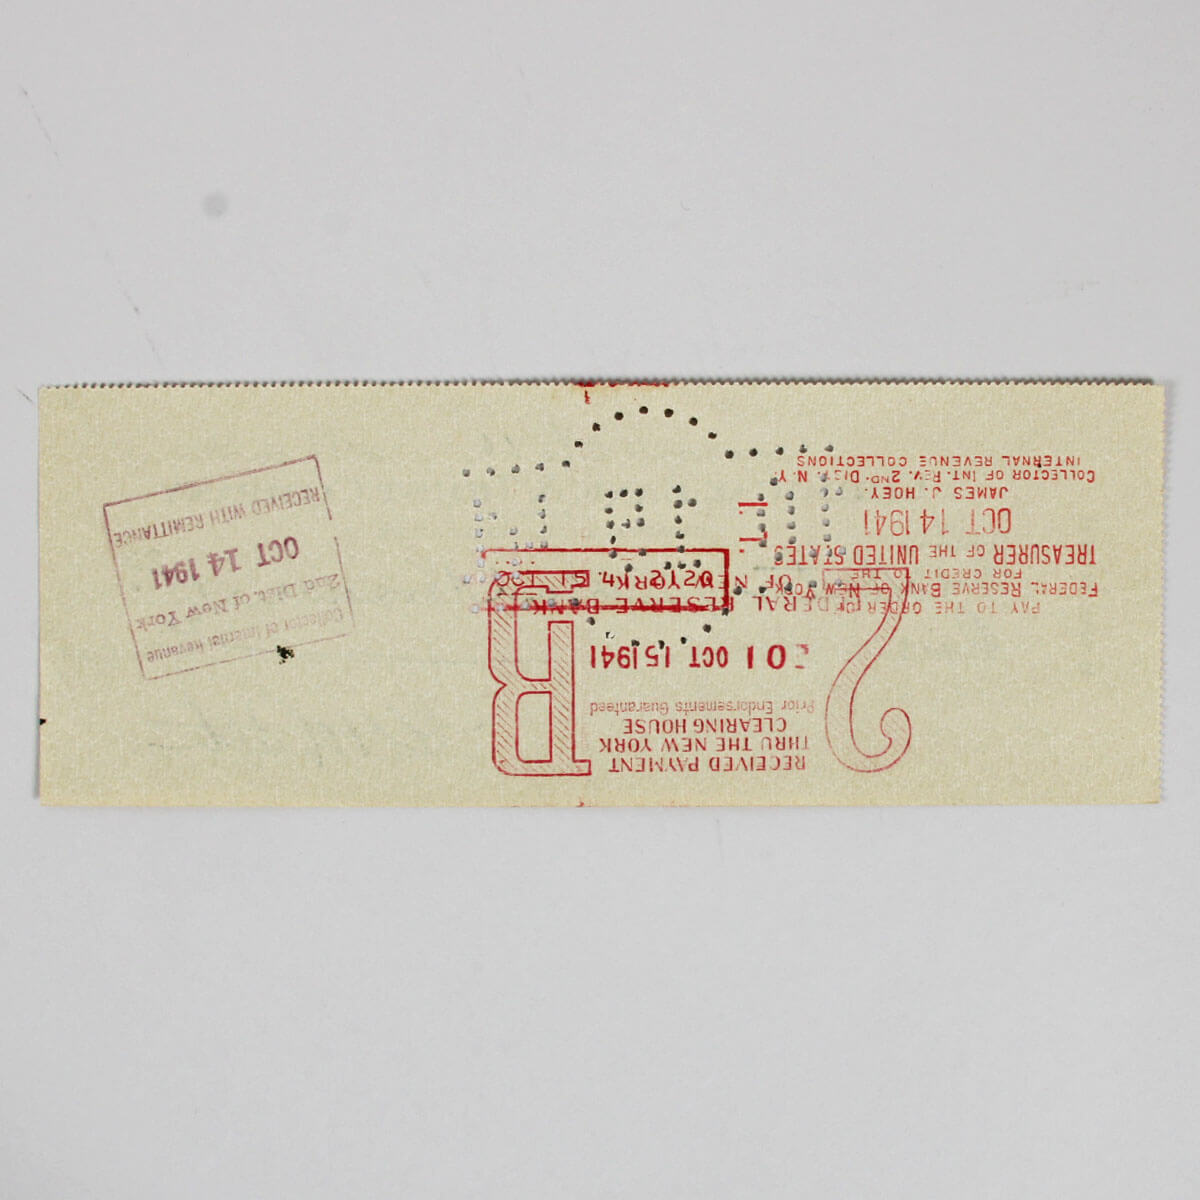 PAY TO THE ORDER OF
FEDERAL RESERVE BANK OF NEW YORK
FOR CREDIT TO THE
TREASURER OF THE UNITED STATES
OCT 14 1941
JAMES J. HOEY.
COLLECTOR OF INT. REV. 2ND. DIST. N.Y.
INTERNAL REVENUE COLLECTIONS
RECEIVED PAYMENT
THRU THE NEW YORK
CLEARING HOUSE
Prior Endorsements Guaranteed
OCT 15 1941
FEDERAL RESERVE BANK
OF NEW YORK
2
B
Collector of Internal Revenue
2nd Dist. of New York
OCT 14 1941
RECEIVED WITH REMITTANCE